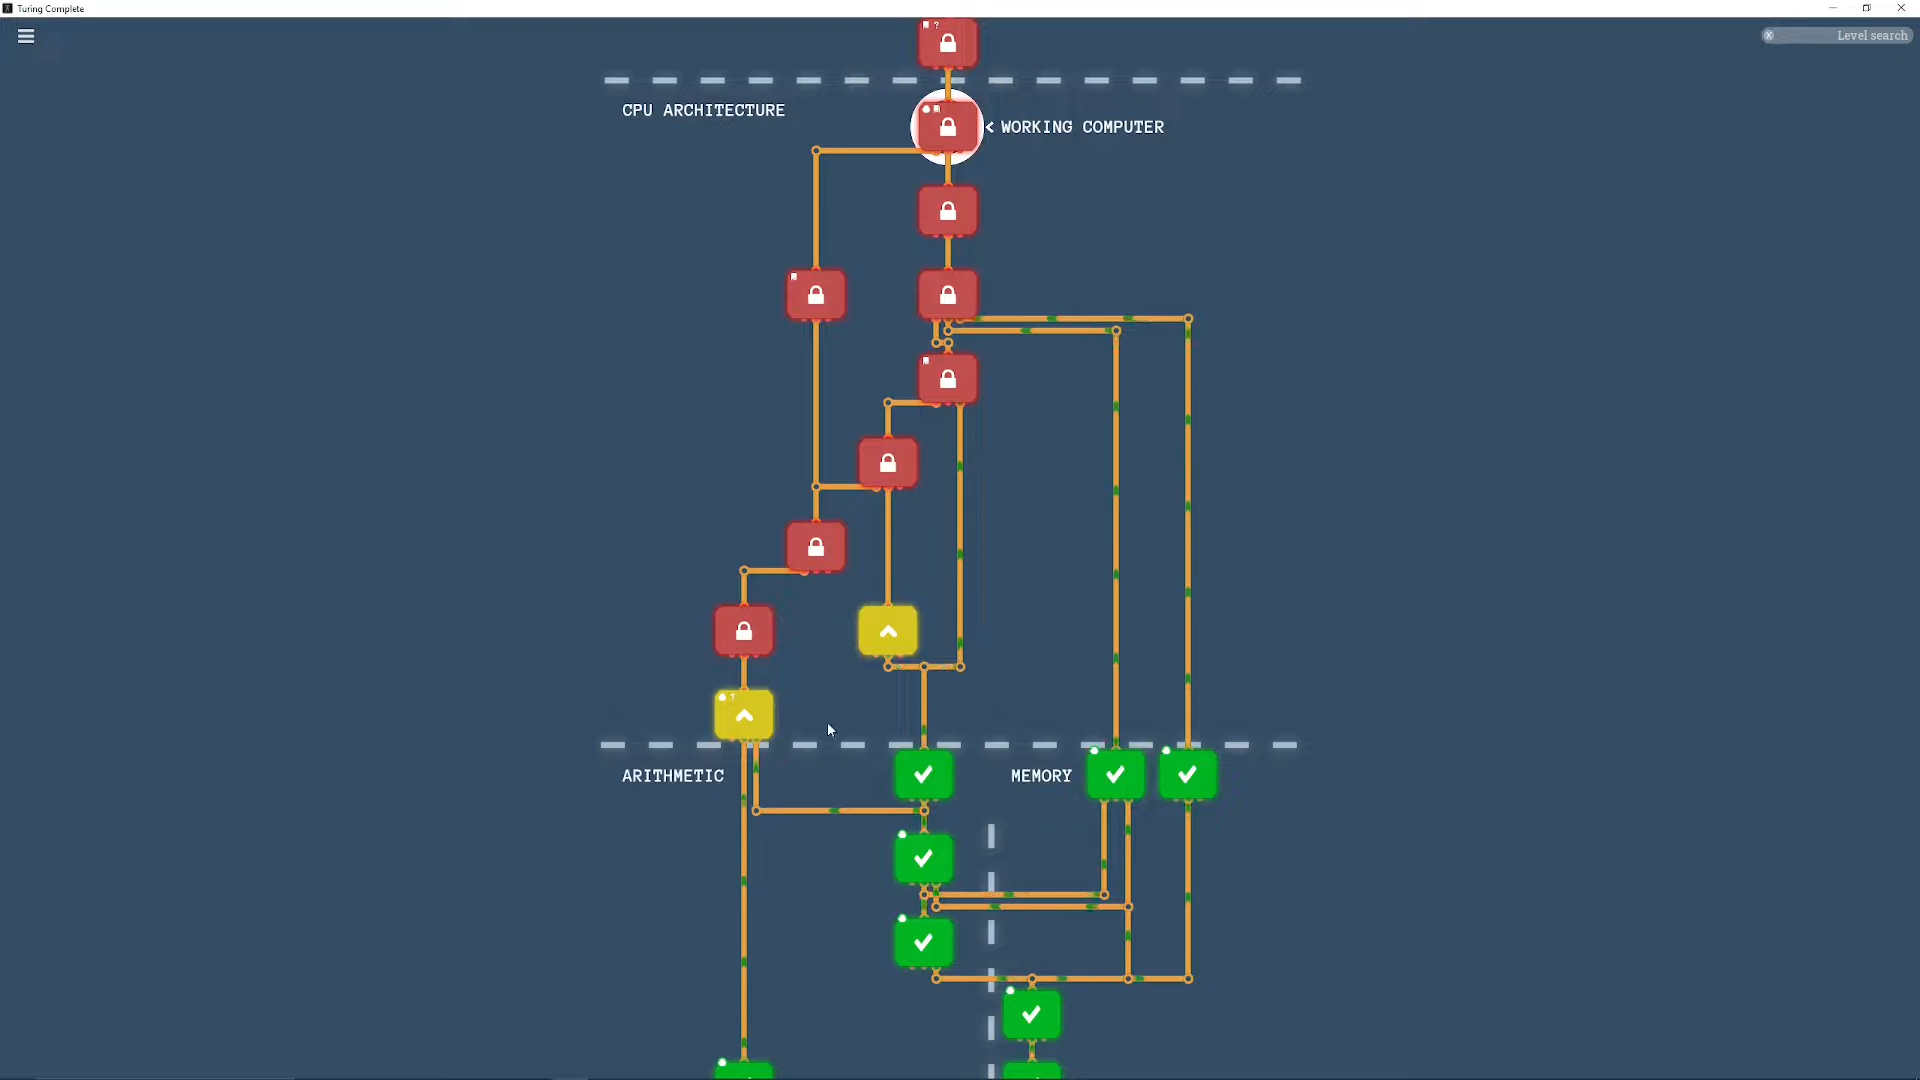 Turing Complete
Level search
CPU ARCHITECTURE
< WORKING COMPUTER
ARITHMETIC
MEMORY